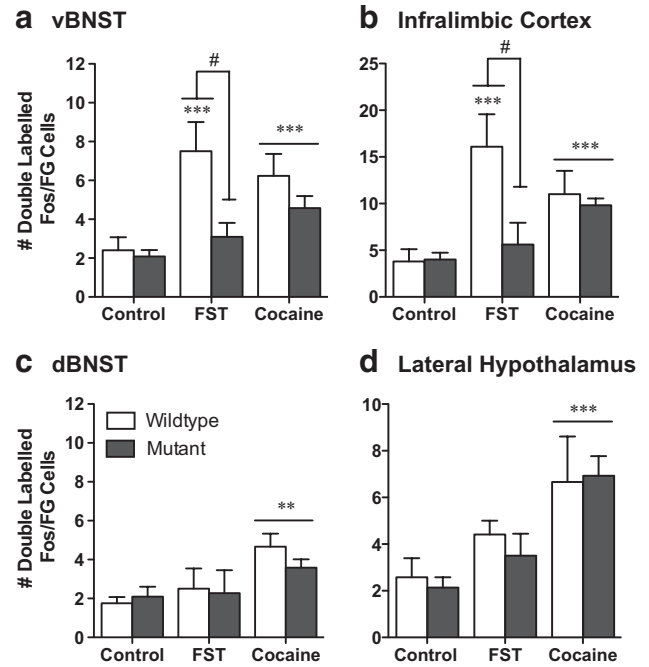 a vBNST
# Double Labelled
Fos/FG Cells
12
10
8
6
4
2
0
***
#
***
Control FST Cocaine
b Infralimbic Cortex
25
20
15
10
5
0
***
#
***
Control FST Cocaine
c dBNST
# Double Labelled
Fos/FG Cells
12
10
8
6
4
2
0
Wildtype
Mutant
**
Control FST Cocaine
d Lateral Hypothalamus
10
8
6
4
2
0
***
Control FST Cocaine